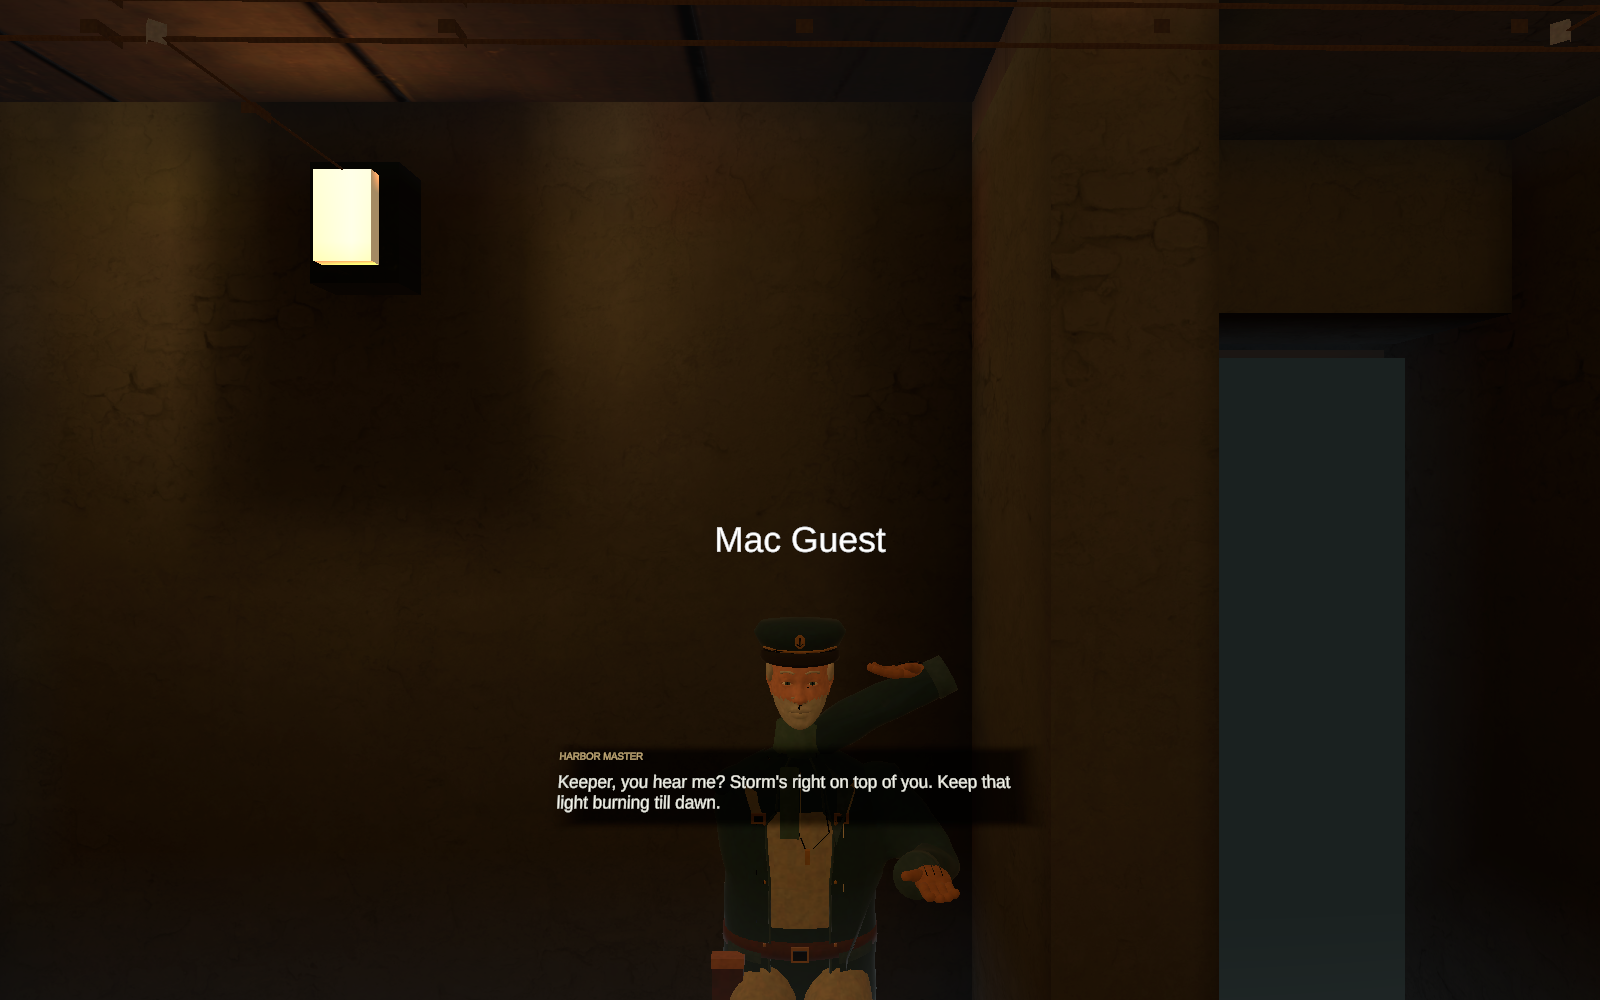 Mac Guest
HARBOR MASTER
Keeper, you hear me? Storm's right on top of you. Keep that
light burning till dawn.